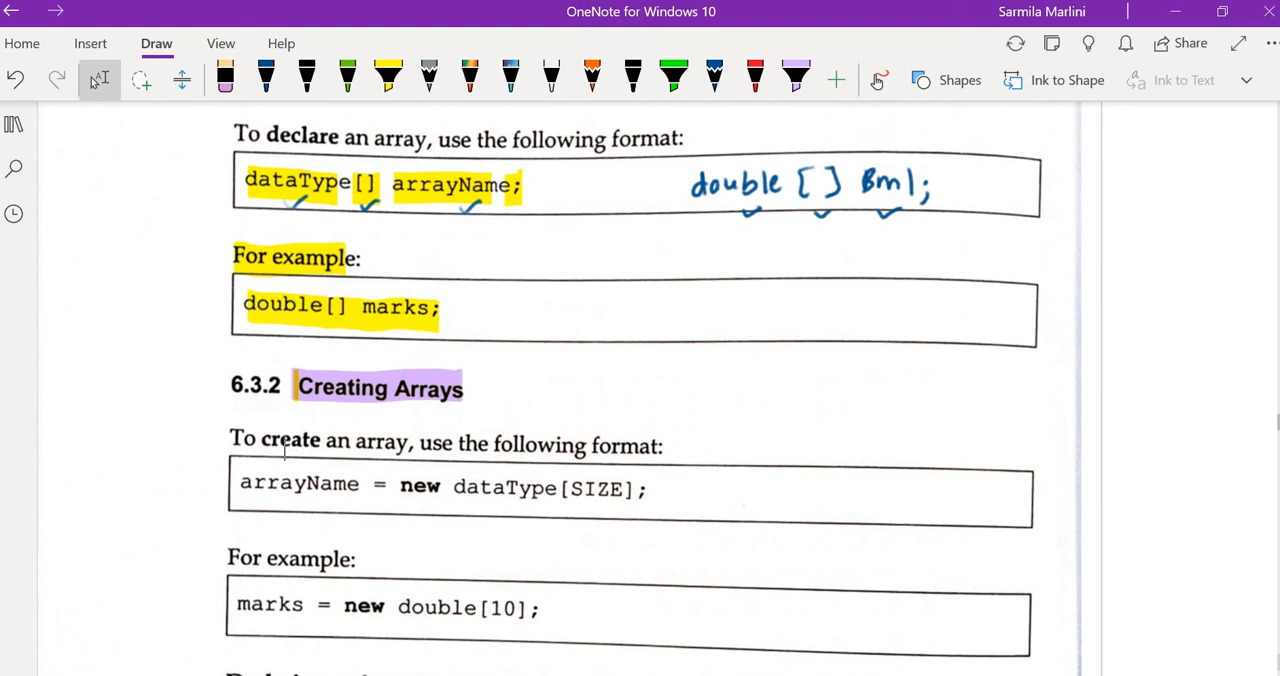 OneNote for Windows 10
Sarmila Marlini
Home Insert Draw View Help
Share
Shapes
Ink to Shape
Ink to Text
To declare an array, use the following format:
dataType[] arrayName;
double [ ] Bm1;
For example:
double[] marks;
6.3.2 Creating Arrays
To create an array, use the following format:
arrayName = new dataType[SIZE];
For example:
marks = new double[10];